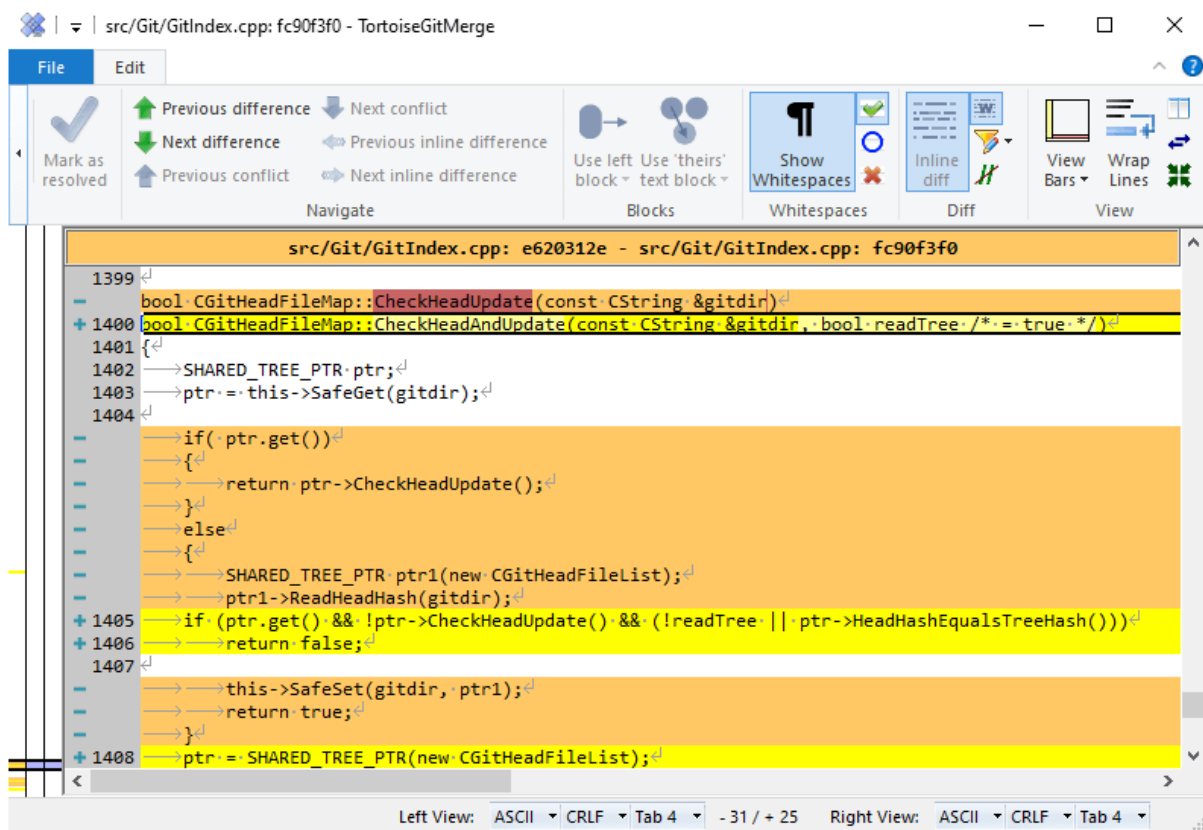 src/Git/GitIndex.cpp: fc90f3f0 - TortoiseGitMerge
File Edit
Mark as resolved
Previous difference
Next difference
Previous conflict
Next conflict
Previous inline difference
Next inline difference
Navigate
Use left block
Use 'theirs' text block
Blocks
Show Whitespaces
Whitespaces
Inline diff
Diff
View Bars
Wrap Lines
View
src/Git/GitIndex.cpp: e620312e - src/Git/GitIndex.cpp: fc90f3f0
1399
- bool CGitHeadFileMap::CheckHeadUpdate(const CString &gitdir)
+ 1400 bool CGitHeadFileMap::CheckHeadAndUpdate(const CString &gitdir, bool readTree /* = true */)
1401 {
1402 SHARED_TREE_PTR ptr;
1403 ptr = this->SafeGet(gitdir);
1404
- if( ptr.get())
- {
- return ptr->CheckHeadUpdate();
- }
- else
- {
- SHARED_TREE_PTR ptr1(new CGitHeadFileList);
- ptr1->ReadHeadHash(gitdir);
+ 1405 if (ptr.get() && !ptr->CheckHeadUpdate() && (!readTree || ptr->HeadHashEqualsTreeHash()))
+ 1406 return false;
1407
- this->SafeSet(gitdir, ptr1);
- return true;
- }
+ 1408 ptr = SHARED_TREE_PTR(new CGitHeadFileList);
Left View: ASCII CRLF Tab 4 - 31 / + 25 Right View: ASCII CRLF Tab 4